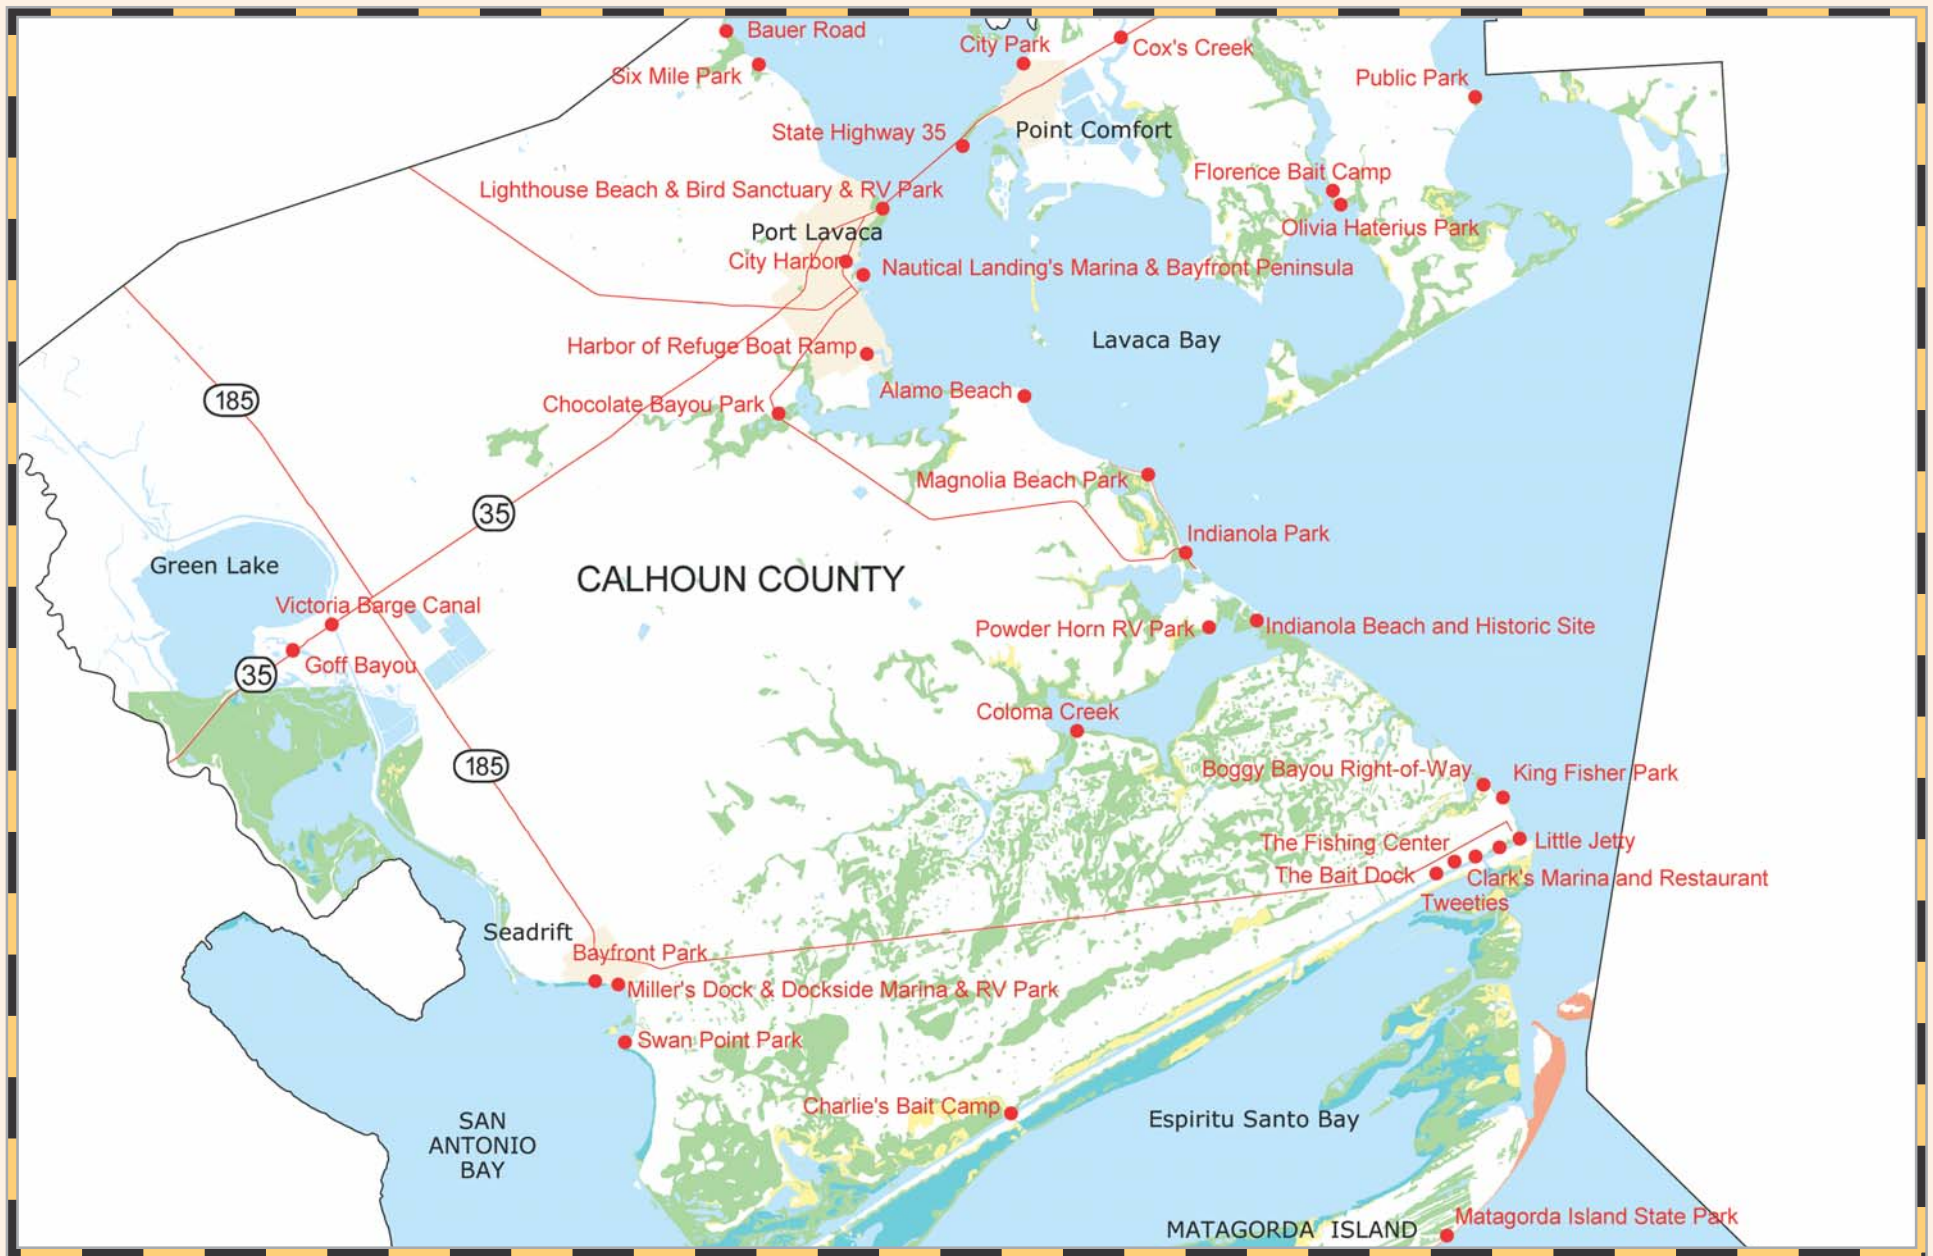 Bauer Road
City Park
Cox's Creek
Six Mile Park
Public Park
State Highway 35
Point Comfort
Florence Bait Camp
Lighthouse Beach & Bird Sanctuary & RV Park
Olivia Haterius Park
Port Lavaca
City Harbor
Nautical Landing's Marina & Bayfront Peninsula
Lavaca Bay
Harbor of Refuge Boat Ramp
Alamo Beach
185
Chocolate Bayou Park
Magnolia Beach Park
35
Indianola Park
Green Lake
CALHOUN COUNTY
Victoria Barge Canal
Powder Horn RV Park
Indianola Beach and Historic Site
Goff Bayou
35
Coloma Creek
185
Boggy Bayou Right-of-Way
King Fisher Park
The Fishing Center
Little Jetty
The Bait Dock
Clark's Marina and Restaurant
Tweeties
Seadrift
Bayfront Park
Miller's Dock & Dockside Marina & RV Park
Swan Point Park
Charlie's Bait Camp
Espiritu Santo Bay
SAN
ANTONIO
BAY
Matagorda Island State Park
MATAGORDA ISLAND